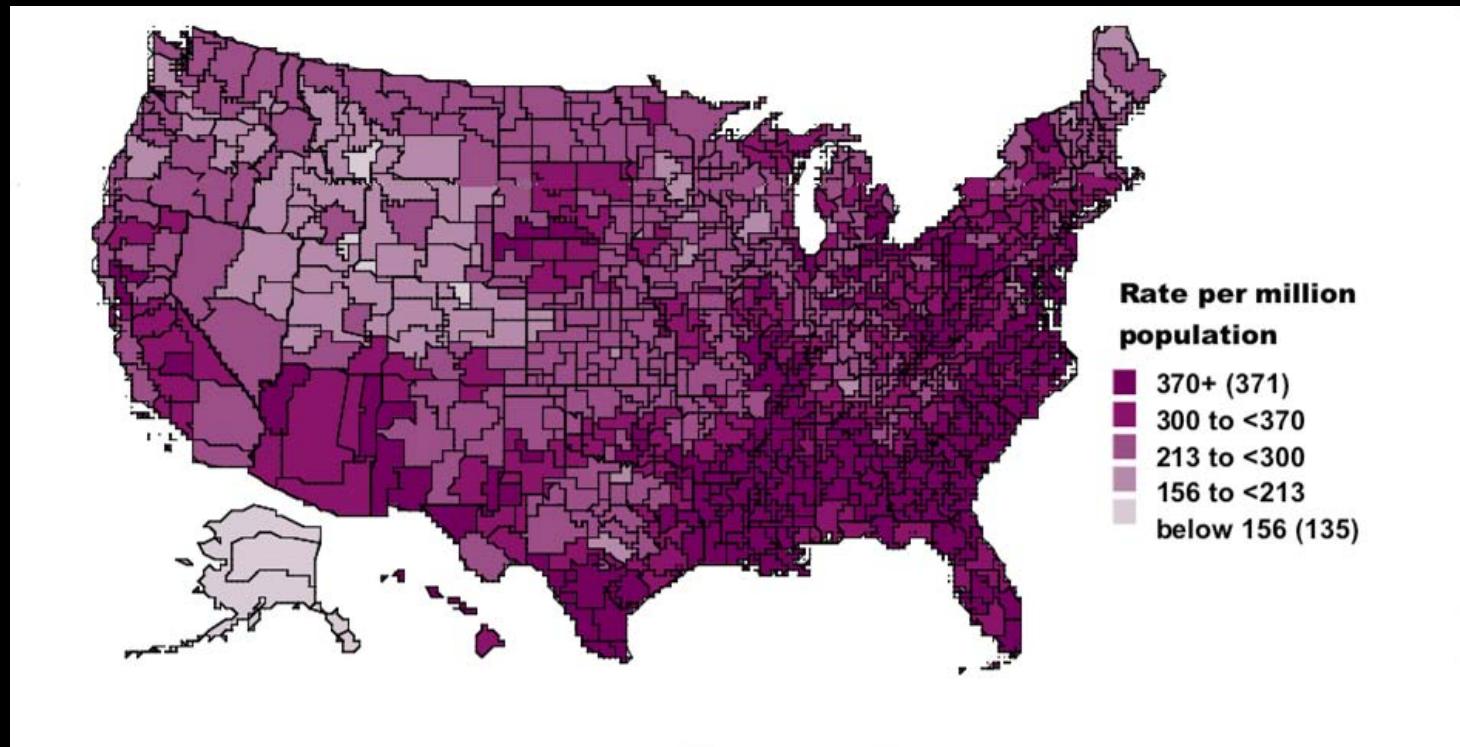 Rate per million
population
370+ (371)
300 to <370
213 to <300
156 to <213
below 156 (135)